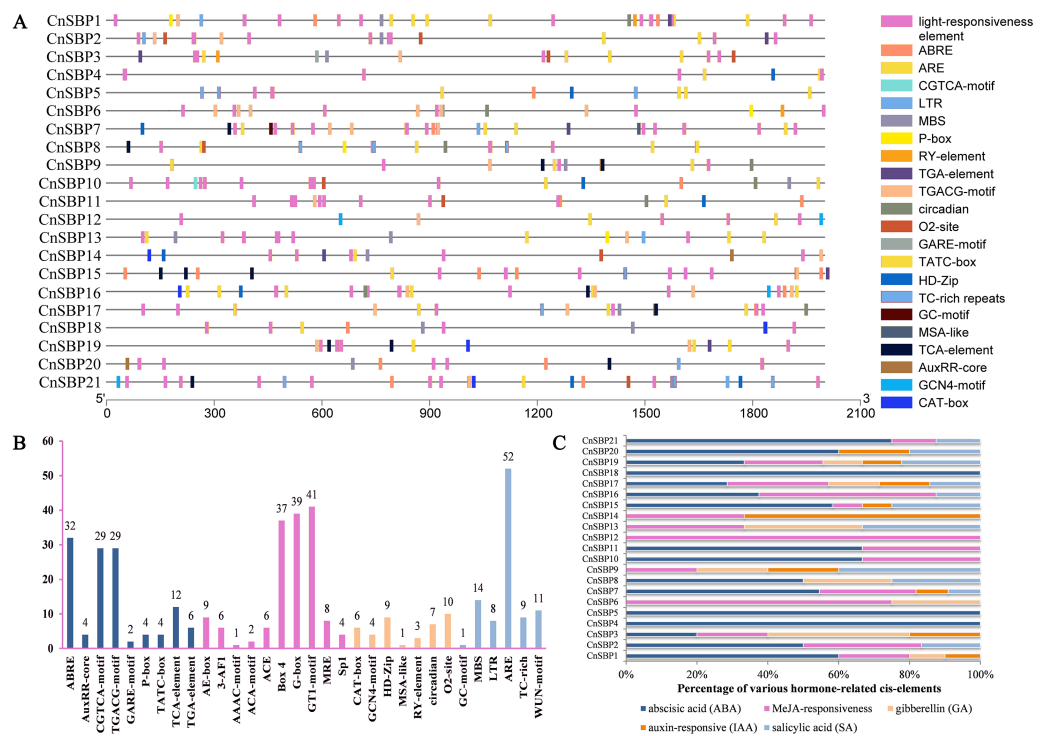 A
CnSBP1
CnSBP2
CnSBP3
CnSBP4
CnSBP5
CnSBP6
CnSBP7
CnSBP8
CnSBP9
CnSBP10
CnSBP11
CnSBP12
CnSBP13
CnSBP14
CnSBP15
CnSBP16
CnSBP17
CnSBP18
CnSBP19
CnSBP20
CnSBP21
5' 3'
0 300 600 900 1200 1500 1800 2100
light-responsiveness
element
ABRE
ARE
CGTCA-motif
LTR
MBS
P-box
RY-element
TGA-element
TGACG-motif
circadian
O2-site
GARE-motif
TATC-box
HD-Zip
TC-rich repeats
GC-motif
MSA-like
TCA-element
AuxRR-core
GCN4-motif
CAT-box
B
60
50
40
30
20
10
0
32 4 29 29 2 4 4 12 6 9 6 1 2 6 37 39 41 8 4 6 4 9 1 3 7 10 1 14 8 52 9 11
ABRE
AuxRR-core
CGTCA-motif
TGACG-motif
GARE-motif
P-box
TATC-box
TCA-element
TGA-element
AE-box
3-AF1
AAAC-motif
ACA-motif
ACE
Box 4
G-box
GT1-motif
MRE
Sp1
CAT-box
GCN4-motif
HD-Zip
MSA-like
RY-element
circadian
O2-site
GC-motif
MBS
LTR
ARE
TC-rich
WUN-motif
C
CnSBP21
CnSBP20
CnSBP19
CnSBP18
CnSBP17
CnSBP16
CnSBP15
CnSBP14
CnSBP13
CnSBP12
CnSBP11
CnSBP10
CnSBP9
CnSBP8
CnSBP7
CnSBP6
CnSBP5
CnSBP4
CnSBP3
CnSBP2
CnSBP1
0% 20% 40% 60% 80% 100%
Percentage of various hormone-related cis-elements
abscisic acid (ABA) MeJA-responsiveness gibberellin (GA)
auxin-responsive (IAA) salicylic acid (SA)